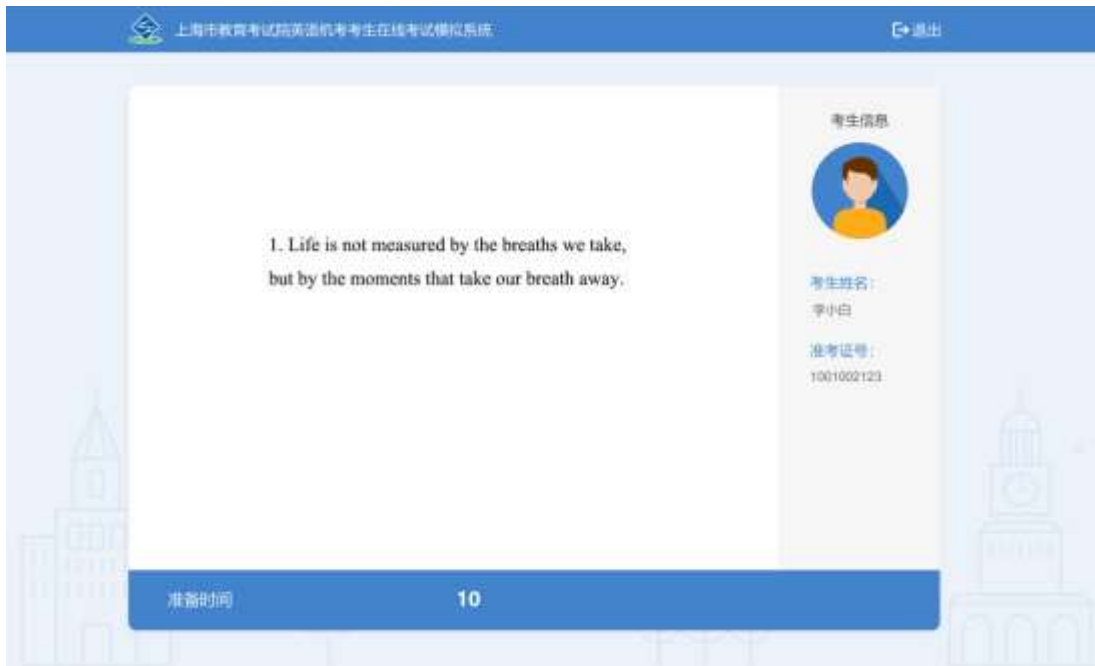 上海市教育考试院英语机考考生在线考试模拟系统
退出
考生信息
1. Life is not measured by the breaths we take,
but by the moments that take our breath away.
考生姓名:
李小白
准考证号:
1001002123
准备时间
10